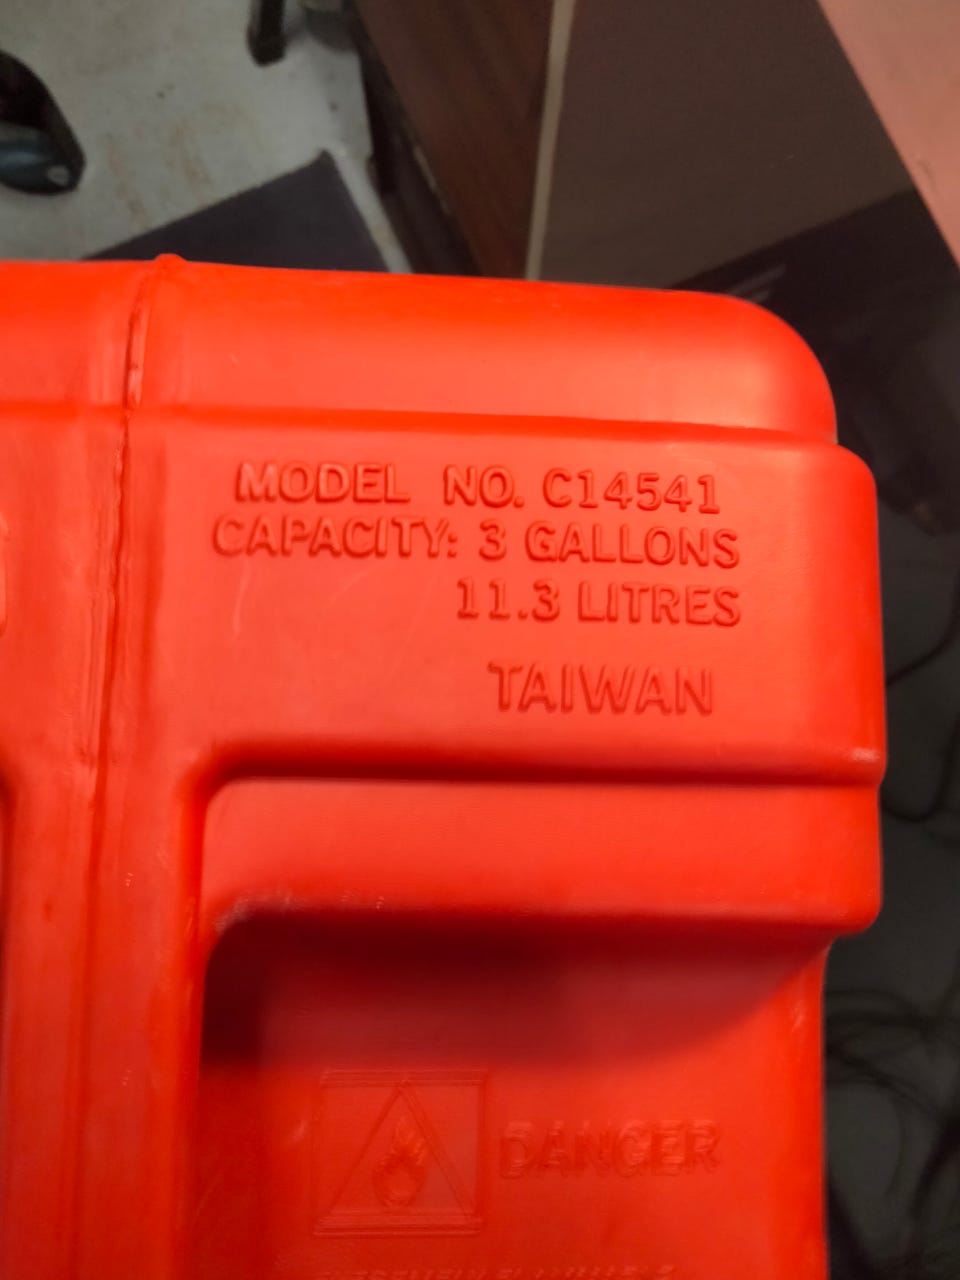 MODEL NO. C14541
CAPACITY: 3 GALLONS
11.3 LITRES
TAIWAN
DANGER